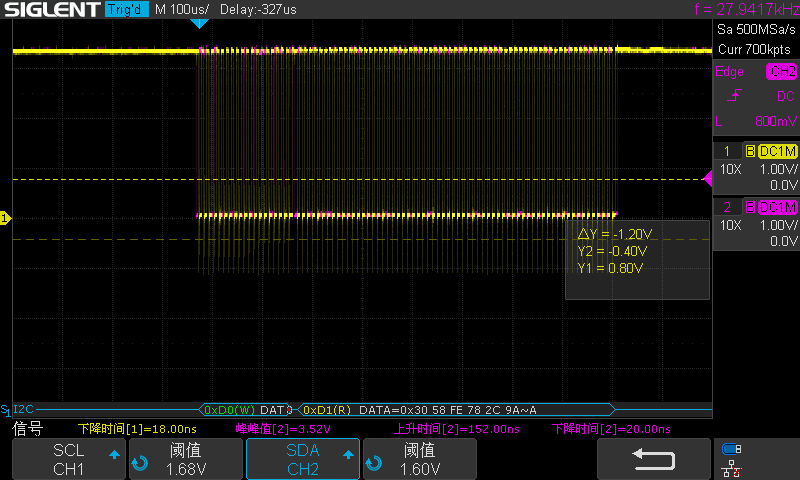 SIGLENT Trig'd M 100us/ Delay:-327us f = 27.9417kHz
Sa 500MSa/s
Curr 700kpts
Edge CH2
DC
L 800mV
1 B DC1M
10X 1.00V/
0.0V
2 B DC1M
10X 1.00V/
0.0V
1
ΔY = -1.20V
Y2 = -0.40V
Y1 = 0.80V
S1 I2C 0xD0(W) DAT 0xD1(R) DATA=0x30 58 FE 78 2C 9A~A
信号 下降时间[1]=18.00ns 峰峰值[2]=3.52V 上升时间[2]=152.00ns 下降时间[2]=20.00ns
SCL
CH1
阈值
1.68V
SDA
CH2
阈值
1.60V